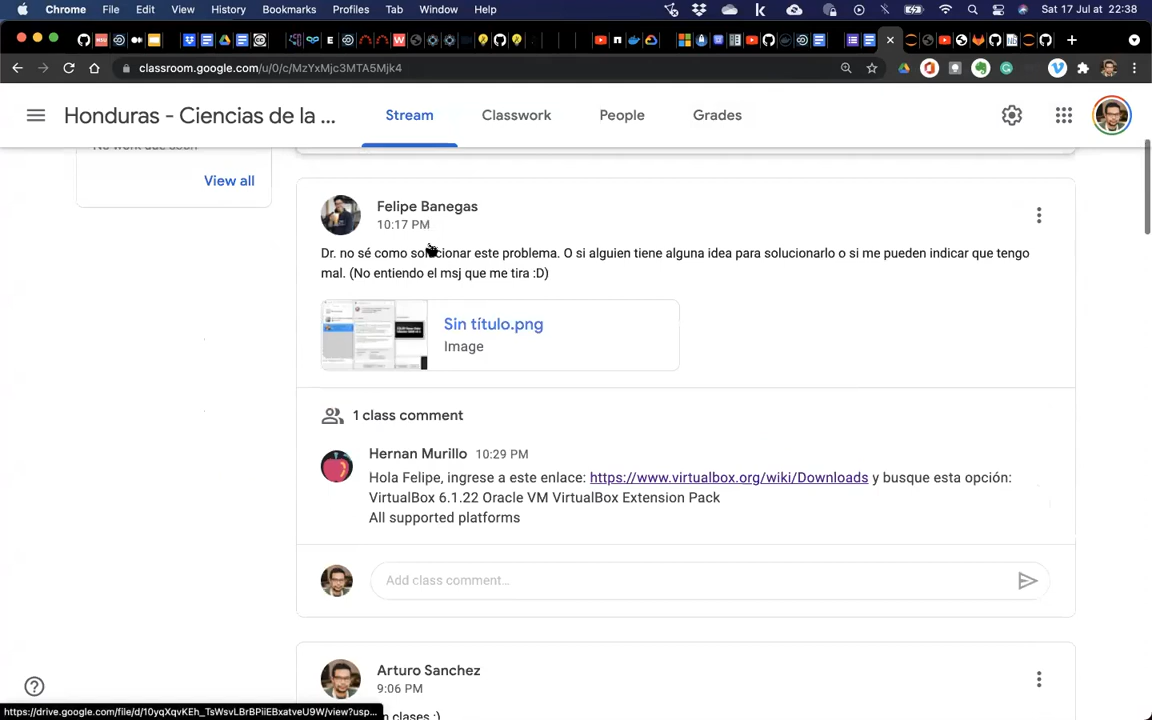 Chrome File Edit View History Bookmarks Profiles Tab Window Help Sat 17 Jul at 22:38
classroom.google.com/u/0/c/MzYxMjc3MTA5Mjk4
Honduras - Ciencias de la ... Stream Classwork People Grades
View all
Felipe Banegas
10:17 PM
Dr. no sé como solucionar este problema. O si alguien tiene alguna idea para solucionarlo o si me pueden indicar que tengo
mal. (No entiendo el msj que me tira :D)
Sin título.png
Image
1 class comment
Hernan Murillo 10:29 PM
Hola Felipe, ingrese a este enlace: https://www.virtualbox.org/wiki/Downloads y busque esta opción:
VirtualBox 6.1.22 Oracle VM VirtualBox Extension Pack
All supported platforms
Add class comment...
Arturo Sanchez
9:06 PM
n clases :)
https://drive.google.com/file/d/10yqXqvKEh_TsWsvLBrBPiiEBxatveU9W/view?usp...